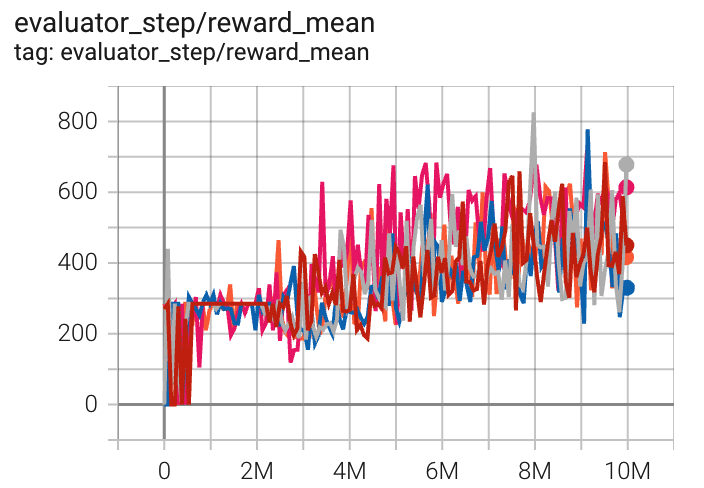 evaluator_step/reward_mean
tag: evaluator_step/reward_mean
800
600
400
200
0
0 2M 4M 6M 8M 10M